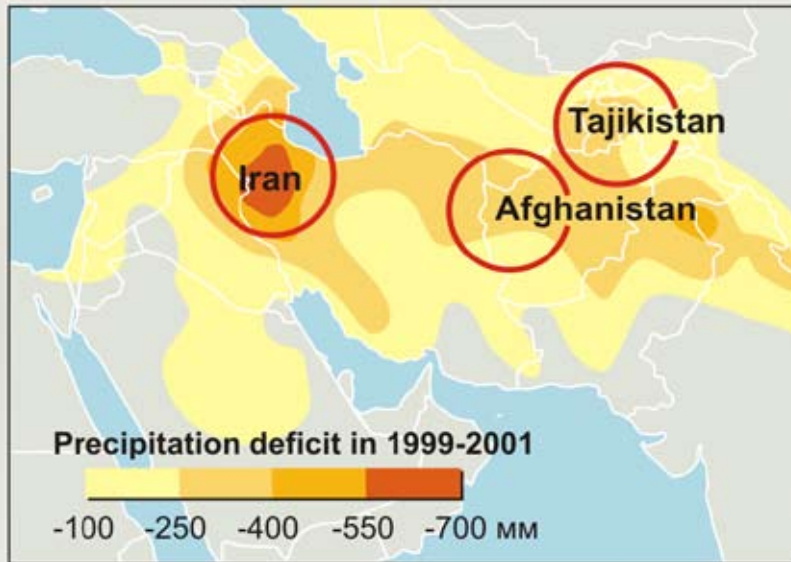 Tajikistan
Iran
Afghanistan
Precipitation deficit in 1999-2001
-100 -250 -400 -550 -700 мм